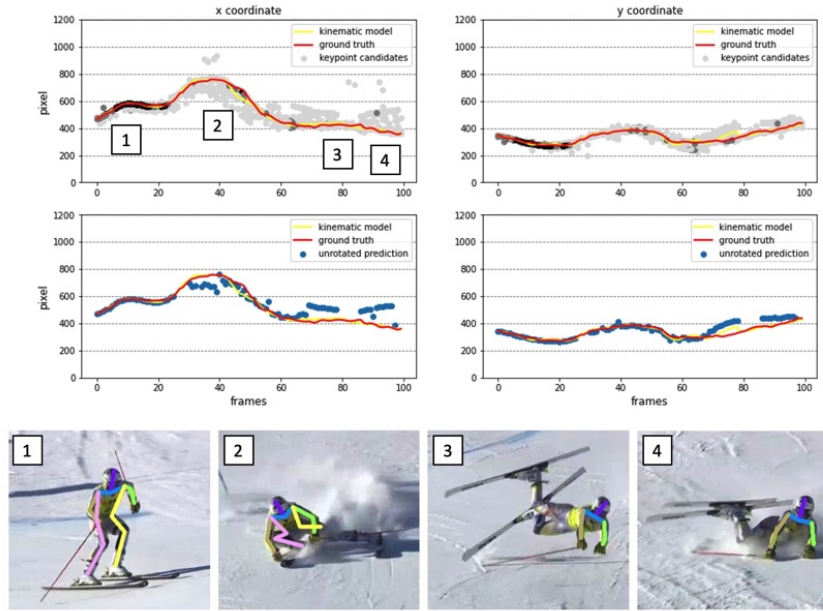 x coordinate
y coordinate
1200
1000
800
600
400
200
0
pixel
kinematic model
ground truth
keypoint candidates
1
2
3
4
0 20 40 60 80 100
1200
1000
800
600
400
200
0
kinematic model
ground truth
keypoint candidates
0 20 40 60 80 100
1200
1000
800
600
400
200
0
pixel
kinematic model
ground truth
unrotated prediction
0 20 40 60 80 100
frames
1200
1000
800
600
400
200
0
kinematic model
ground truth
unrotated prediction
0 20 40 60 80 100
frames
1
2
3
4